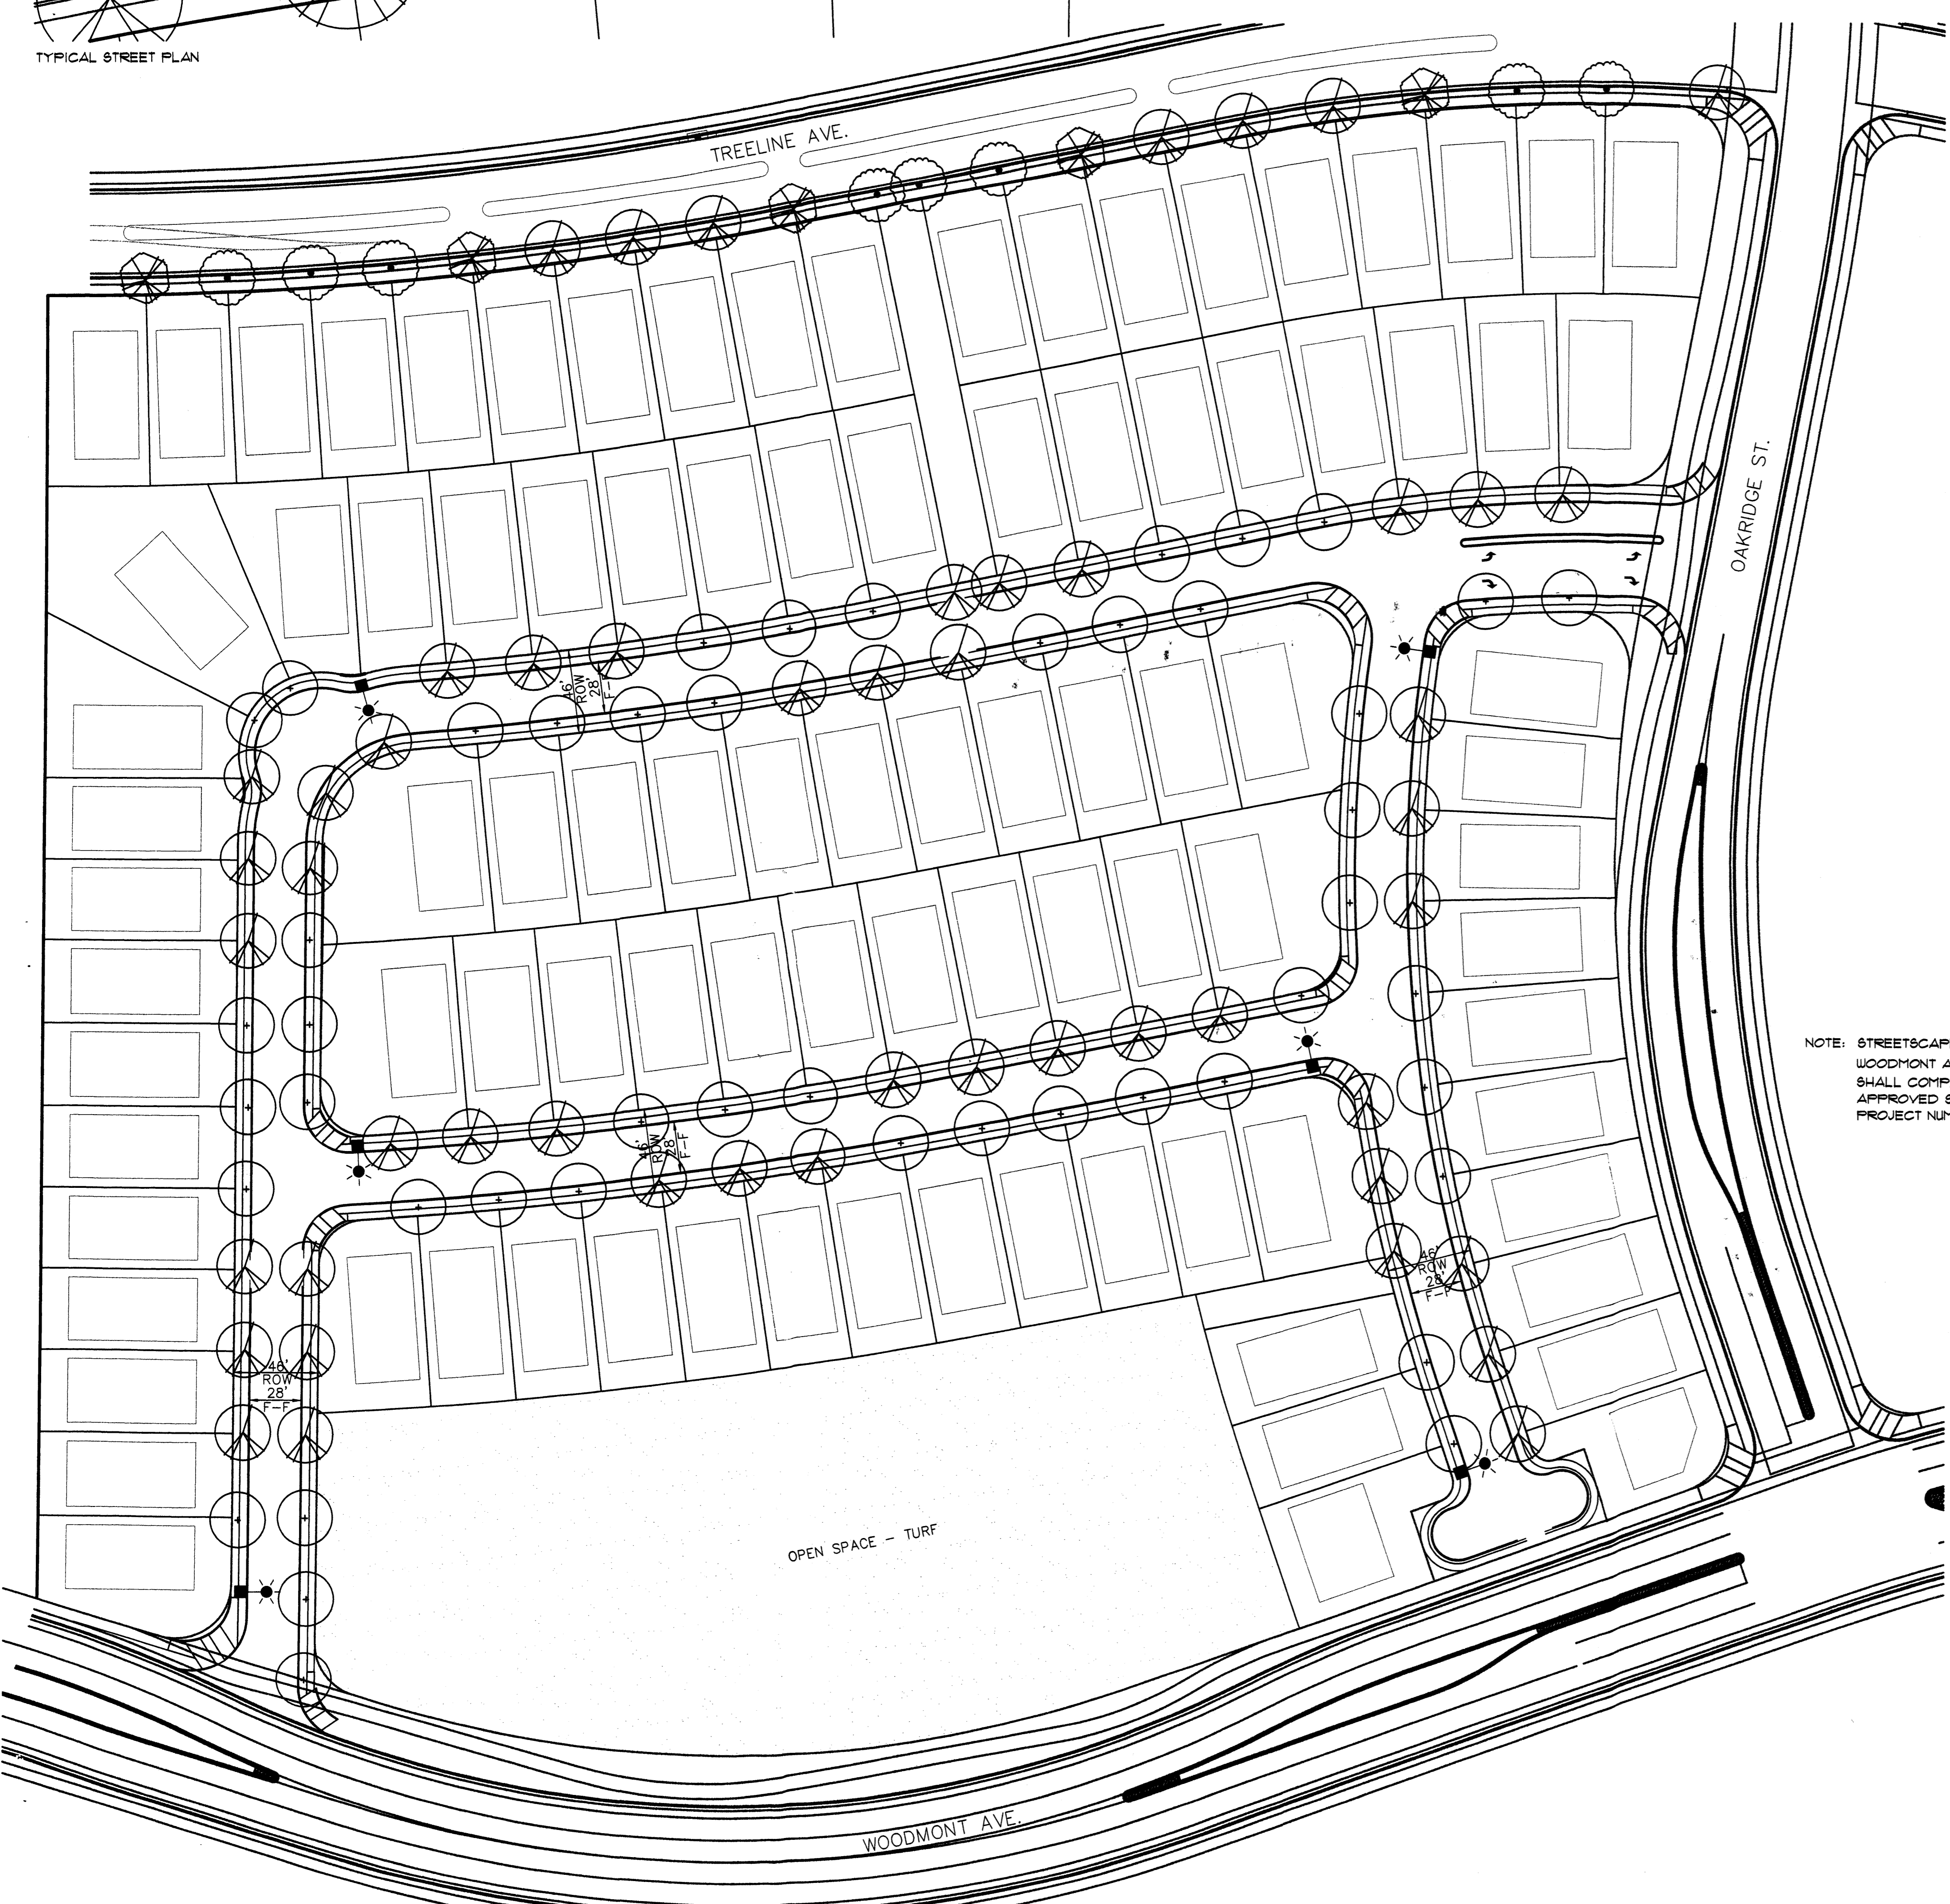 TYPICAL STREET PLAN
TREELINE AVE.
OAKRIDGE ST.
46'
ROW
28'
F-F
NOTE: STREETSCAP
WOODMONT A
SHALL COMP
APPROVED S
PROJECT NUM
46'
ROW
28'
F-F
46'
ROW
28'
F-F
46'
ROW
28'
F-F
OPEN SPACE - TURF
WOODMONT AVE.